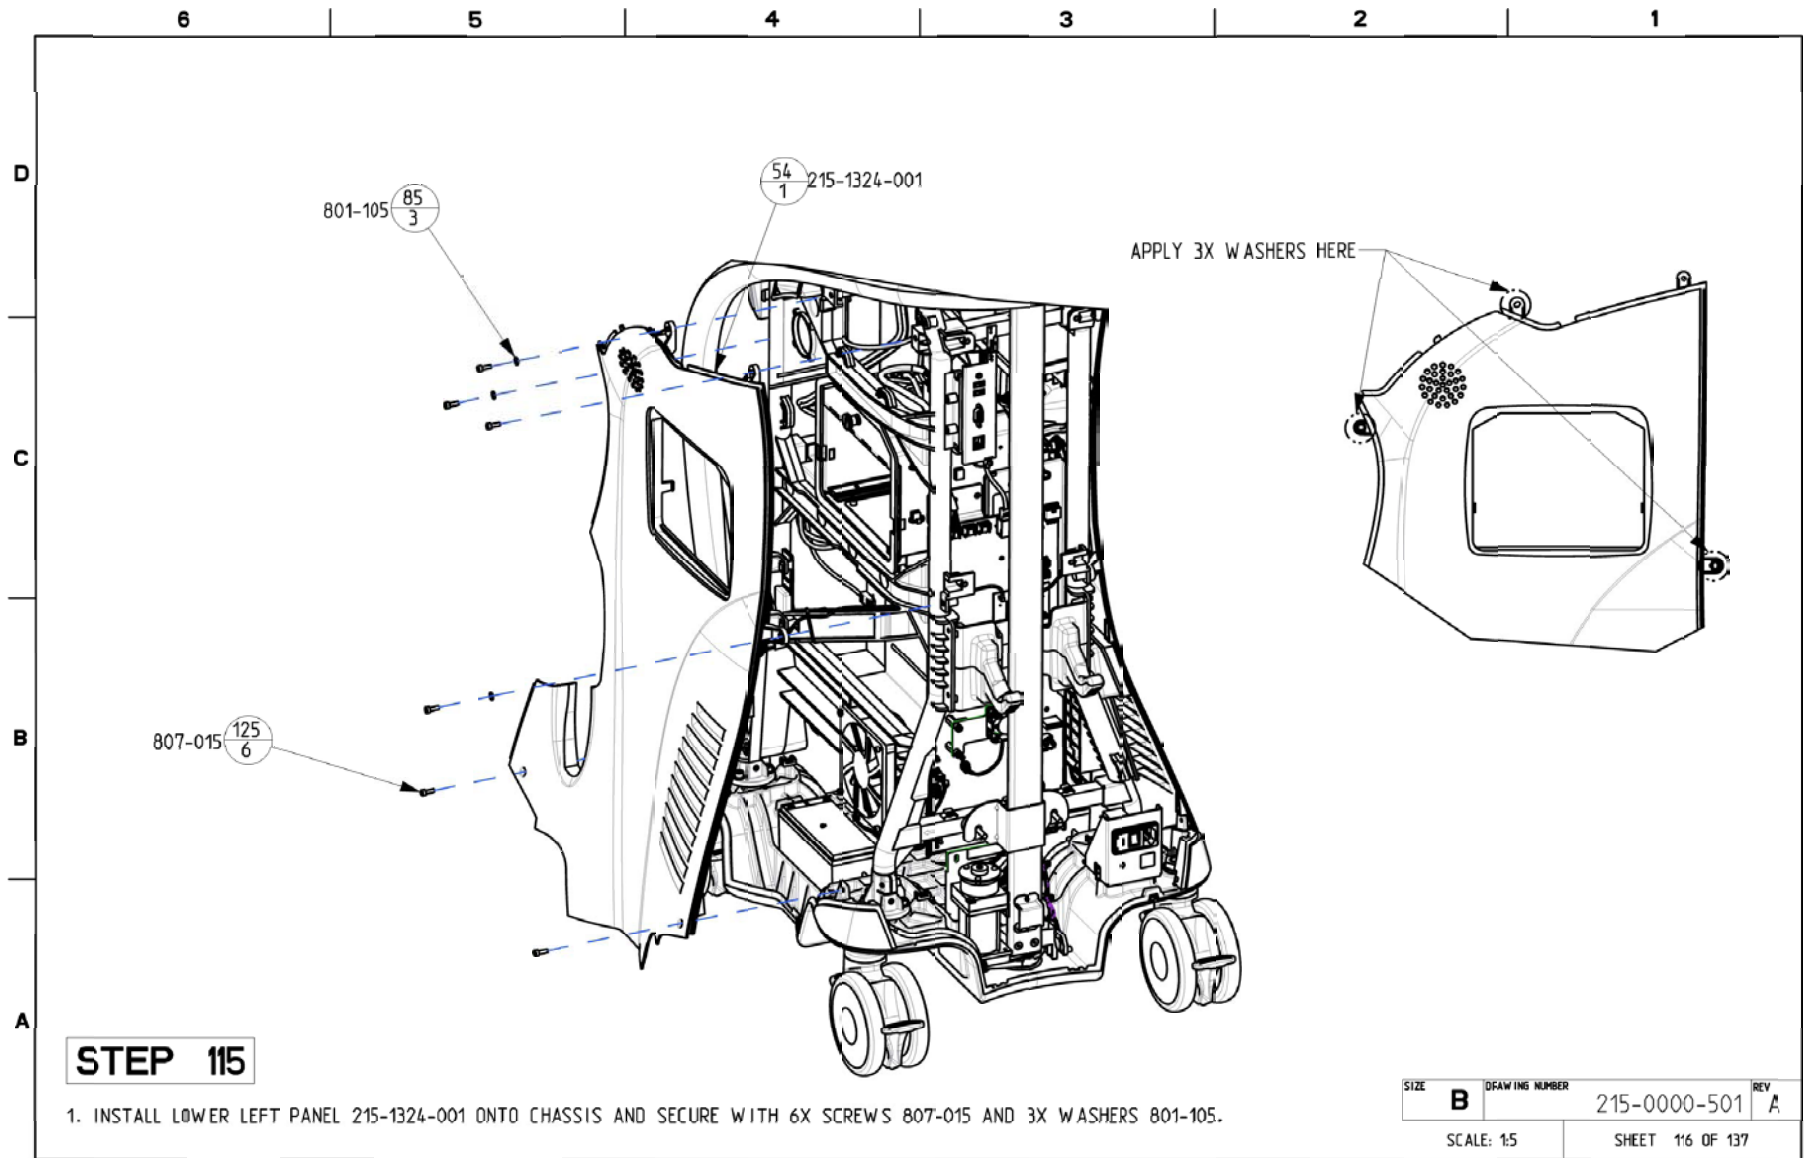 6 5 4 3 2 1
D
54
1
215-1324-001
85
3
801-105
APPLY 3X WASHERS HERE
C
B
125
6
807-015
A
STEP 115
1. INSTALL LOWER LEFT PANEL 215-1324-001 ONTO CHASSIS AND SECURE WITH 6X SCREWS 807-015 AND 3X WASHERS 801-105.
SIZE
B
DRAWING NUMBER
215-0000-501
REV
A
SCALE: 1:5
SHEET 116 OF 137